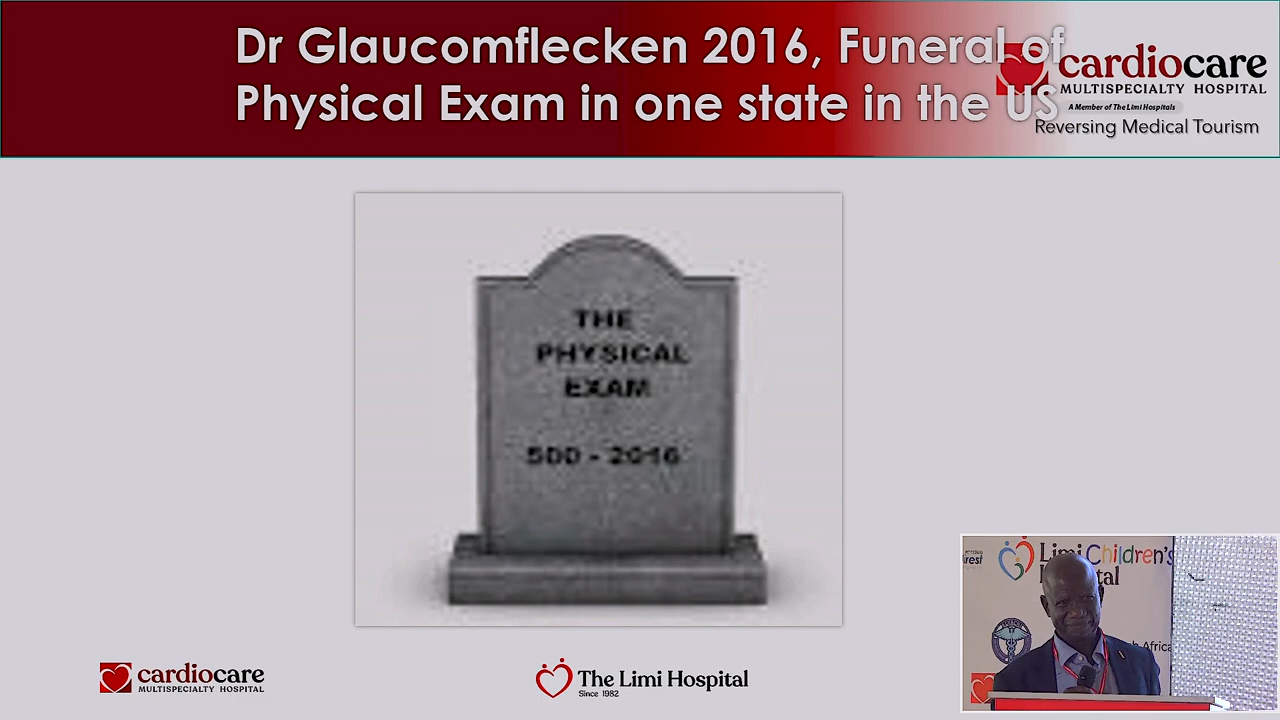 Dr Glaucomflecken 2016, Funeral of
Physical Exam in one state in the US
cardiocare
MULTISPECIALTY HOSPITAL
A Member of The Limi Hospitals
Reversing Medical Tourism
THE
PHYSICAL
EXAM
500 - 2016
Limi Children's
cardiocare
MULTISPECIALTY HOSPITAL
The Limi Hospital
Since 1982